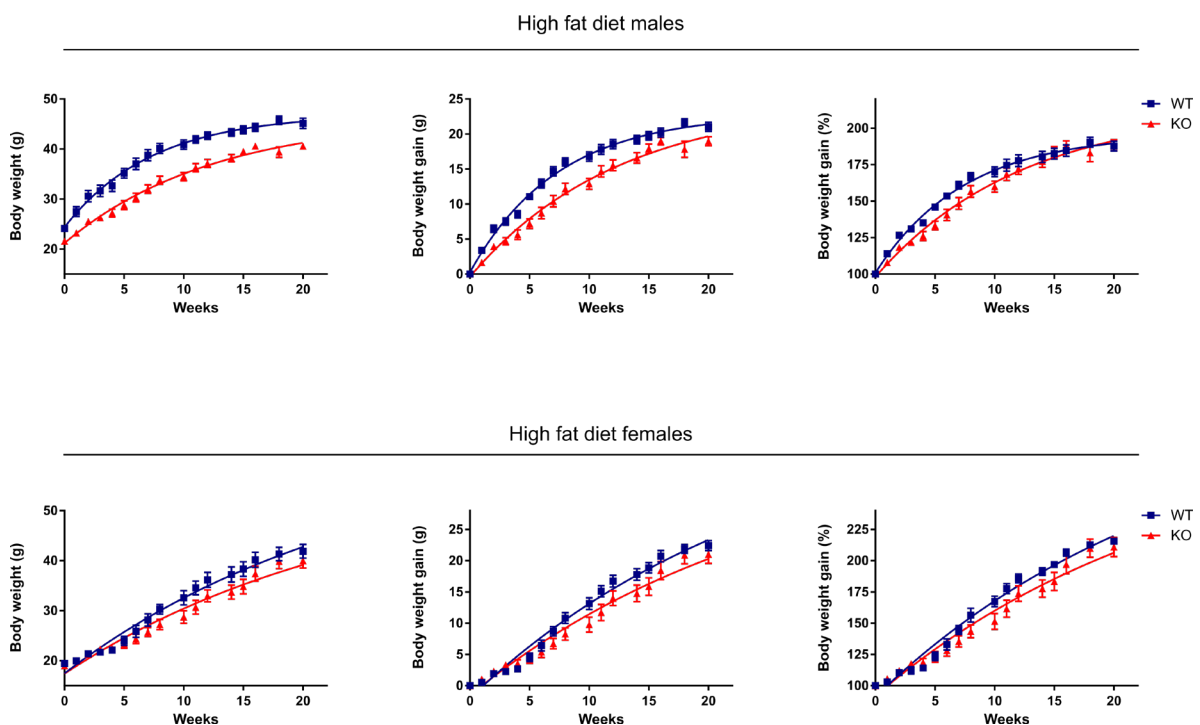 High fat diet males
Body weight (g)
50
40
30
20
0 5 10 15 20
Weeks
Body weight gain (g)
25
20
15
10
5
0
0 5 10 15 20
Weeks
Body weight gain (%)
200
175
150
125
100
0 5 10 15 20
Weeks
WT
KO
High fat diet females
Body weight (g)
50
40
30
20
0 5 10 15 20
Weeks
Body weight gain (g)
25
20
15
10
5
0
0 5 10 15 20
Weeks
Body weight gain (%)
225
200
175
150
125
100
0 5 10 15 20
Weeks
WT
KO